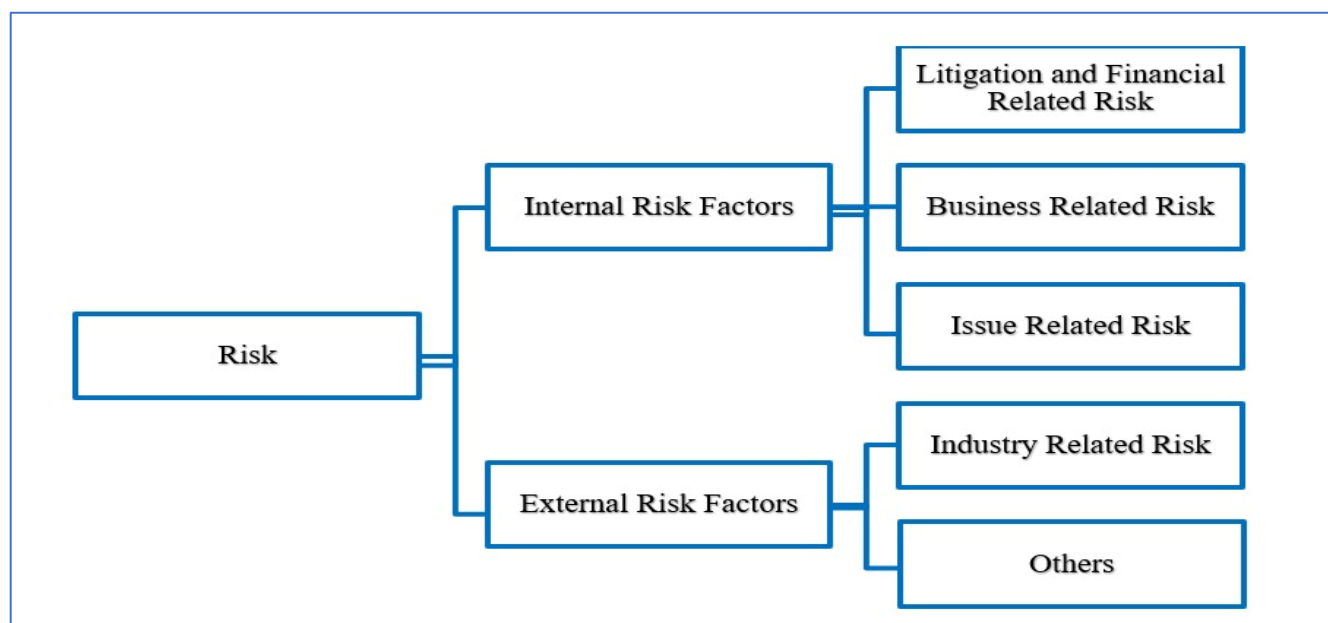 Risk
Internal Risk Factors
Litigation and Financial
Related Risk
Business Related Risk
Issue Related Risk
External Risk Factors
Industry Related Risk
Others